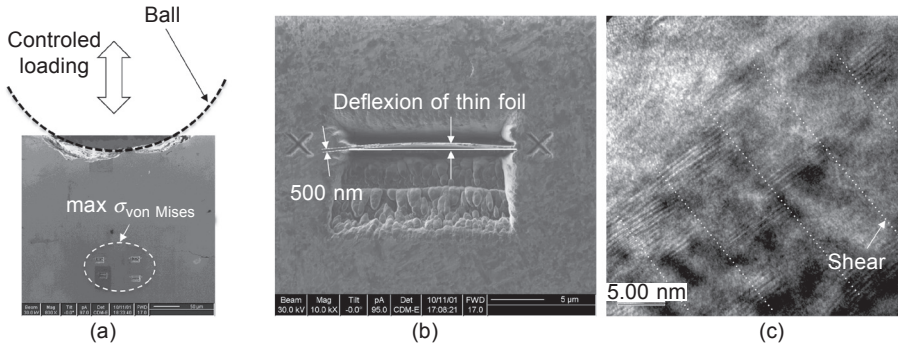 Controled
loading
Ball
max σvon Mises
(a)
Deflexion of thin foil
500 nm
Beam Mag Tilt pA Det 10/11/01 FWD
30.0 kV 10.0 kX -0.0° 95.0 CDM-E 17:08:21 17.0 5 µm
(b)
Shear
5.00 nm
(c)